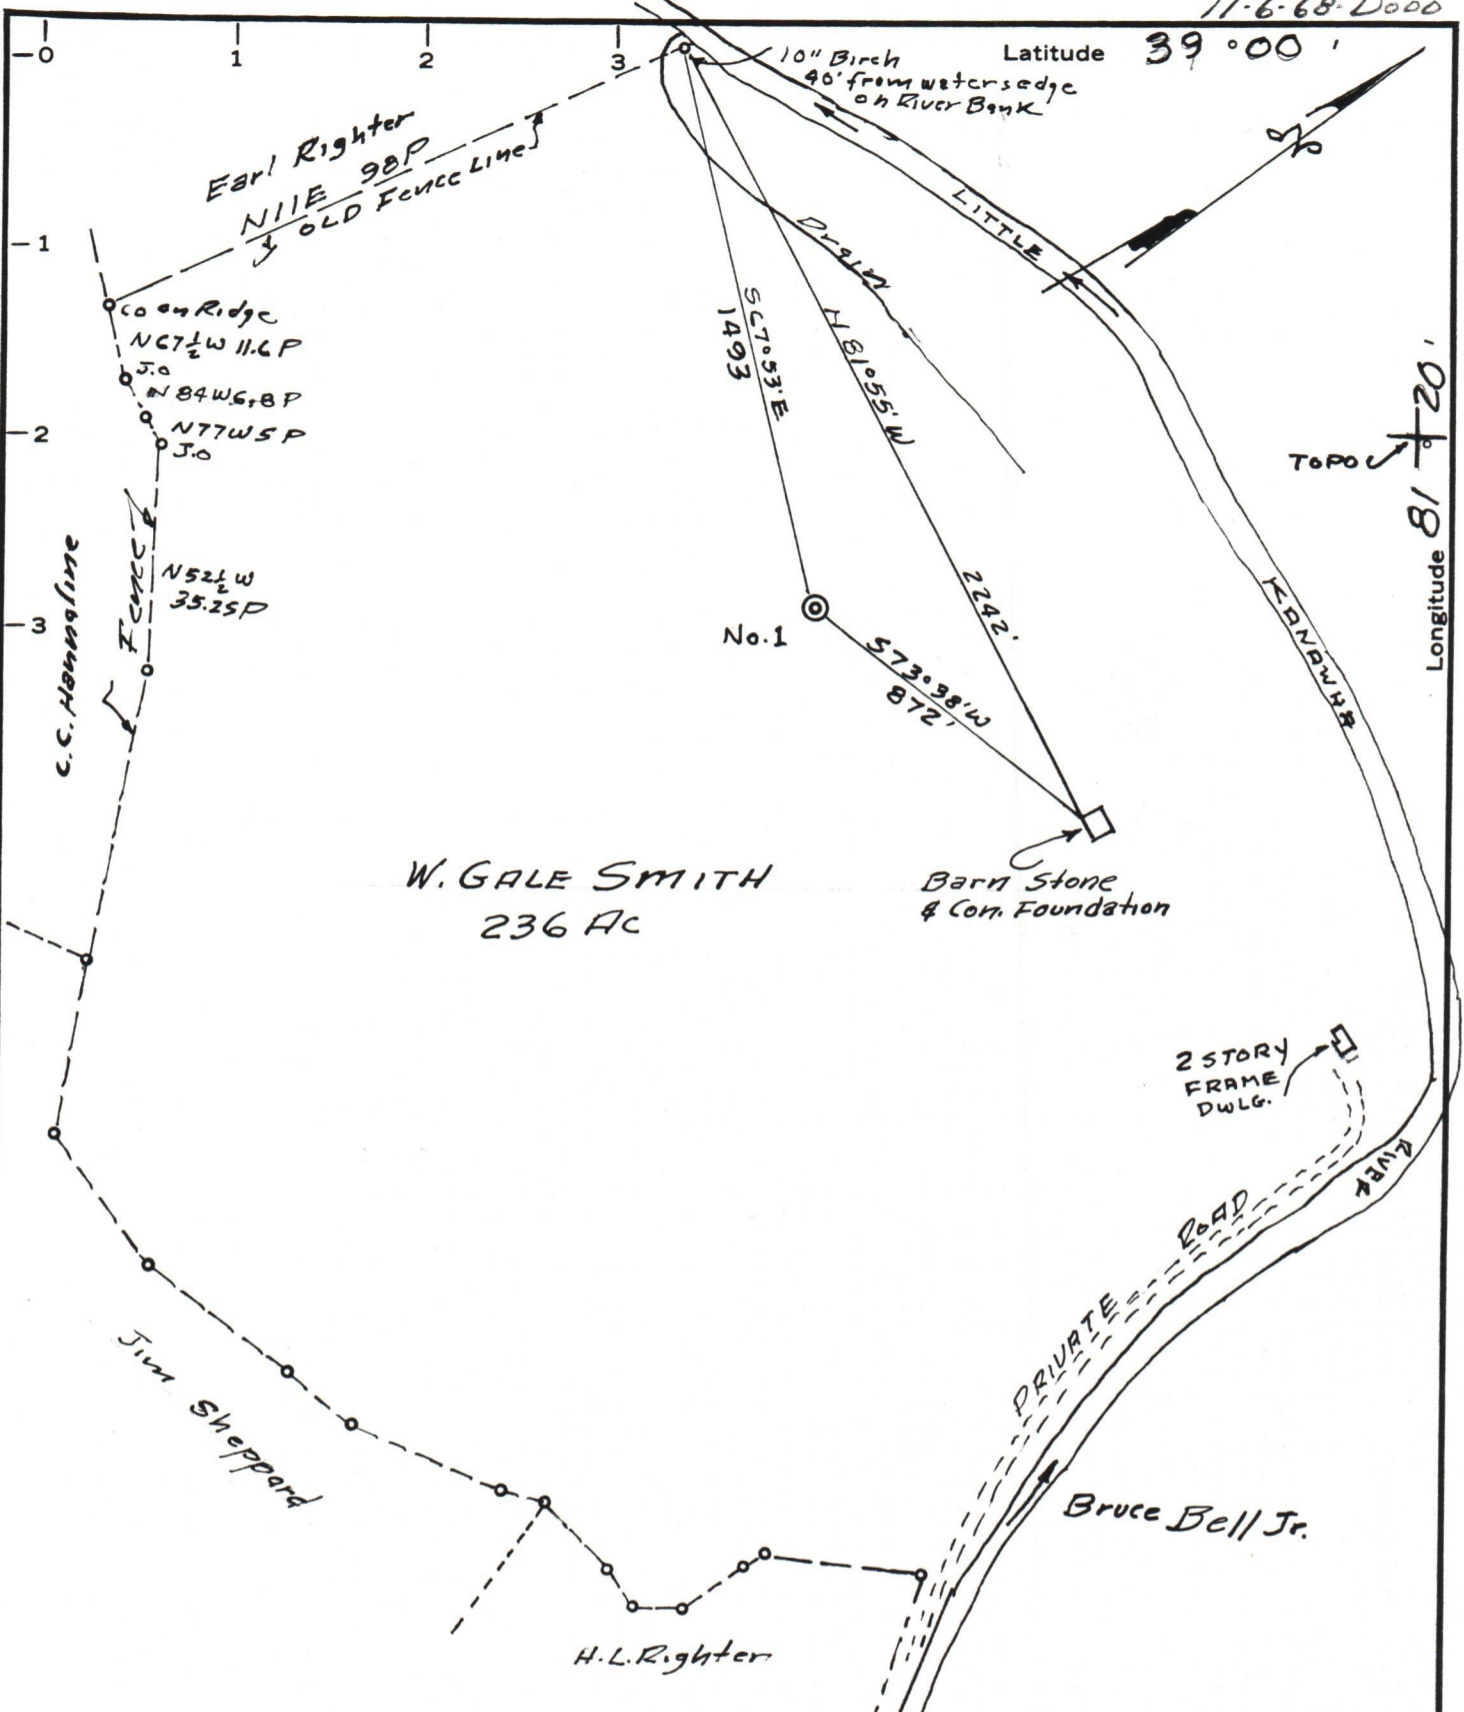 11-6-68-Dodd
0
1
2
3
Latitude 39°00'
10" Birch
40' from waters edge
on River Bank
Earl Righter
N11E 98P
OLD Fence Line
1
LITTLE
Drain
CO on Ridge
N67½W 11.6P
J.O
N84W6.8P
N77W5P
J.O
2
S67°53'E
1493
N81°55'W
2242'
TOPO
Longitude 81 20'
Fence
N52½W
35.25P
C.C. Hannaline
3
No.1
S73°38'W
872'
KANAWHA
W. GALE SMITH
236 AC
Barn Stone
& Con. Foundation
2 STORY
FRAME
DWLG.
RIVER
PRIVATE ROAD
Jim Sheppard
Bruce Bell Jr.
H.L.Righter